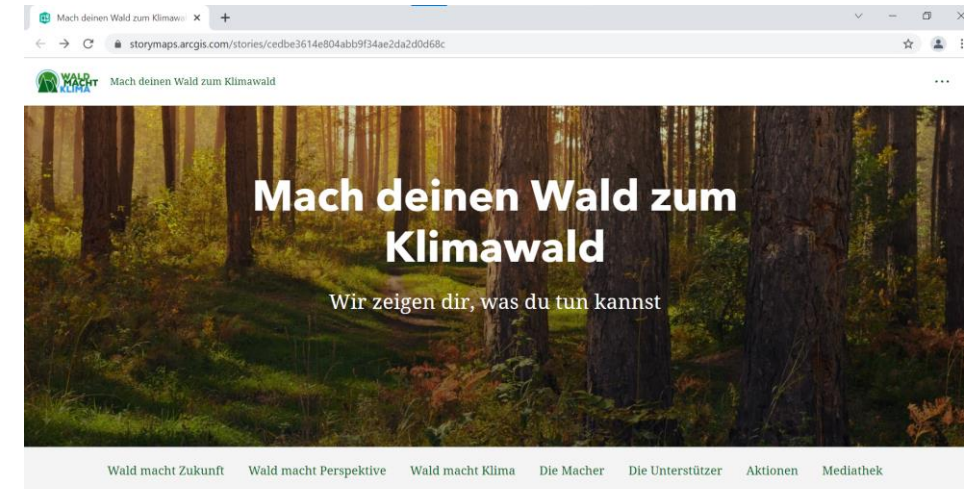 Mach deinen Wald zum Klimawa
storymaps.arcgis.com/stories/cedbe3614e804abb9f34ae2da2d0d68c
WALD MACHT KLIMA
Mach deinen Wald zum Klimawald
Mach deinen Wald zum
Klimawald
Wir zeigen dir, was du tun kannst
Wald macht Zukunft Wald macht Perspektive Wald macht Klima Die Macher Die Unterstützer Aktionen Mediathek